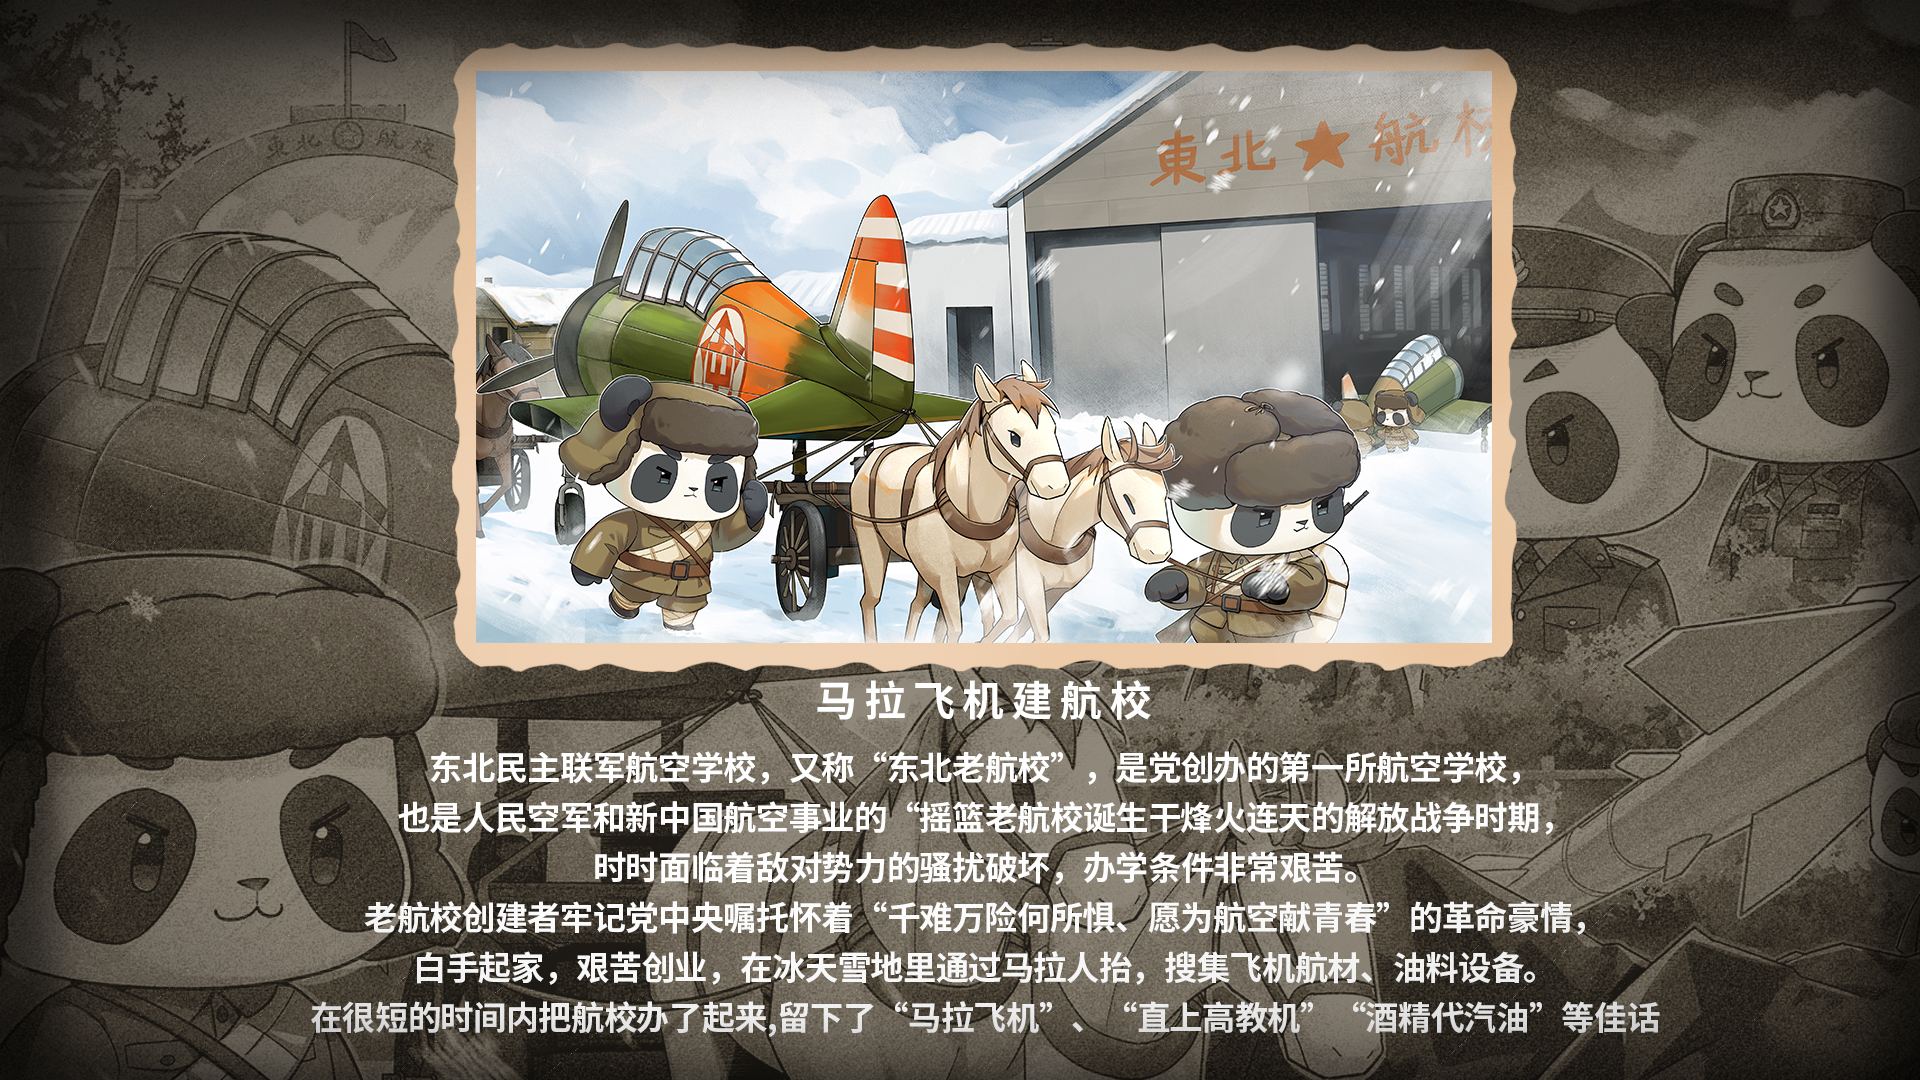 東北★航校
马拉飞机建航校
东北民主联军航空学校，又称“东北老航校”，是党创办的第一所航空学校，
也是人民空军和新中国航空事业的“摇篮老航校诞生于烽火连天的解放战争时期，
时时面临着敌对势力的骚扰破坏，办学条件非常艰苦。
老航校创建者牢记党中央嘱托怀着“千难万险何所惧、愿为航空献青春”的革命豪情，
白手起家，艰苦创业，在冰天雪地里通过马拉人抬，搜集飞机航材、油料设备。
在很短的时间内把航校办了起来,留下了“马拉飞机”、“直上高教机”“酒精代汽油”等佳话